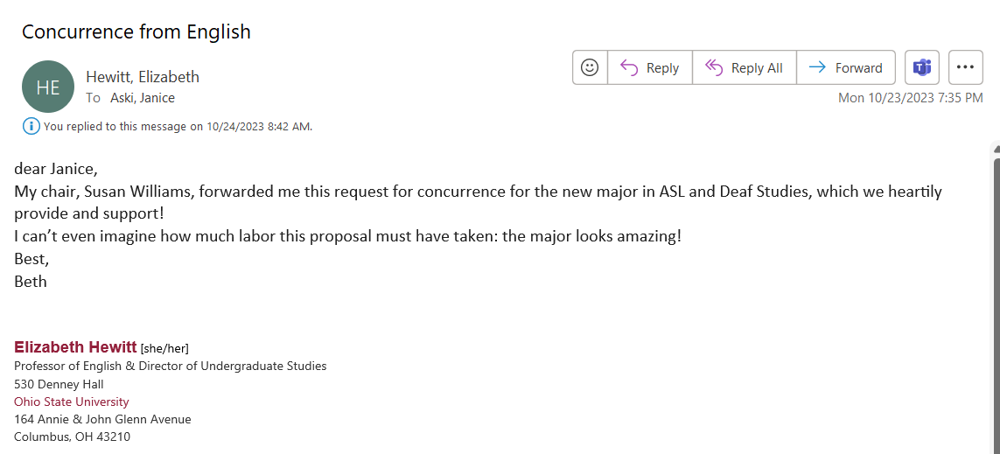 Concurrence from English
HE
Hewitt, Elizabeth
To Aski, Janice
Reply
Reply All
Forward
Mon 10/23/2023 7:35 PM
You replied to this message on 10/24/2023 8:42 AM.
dear Janice,
My chair, Susan Williams, forwarded me this request for concurrence for the new major in ASL and Deaf Studies, which we heartily
provide and support!
I can’t even imagine how much labor this proposal must have taken: the major looks amazing!
Best,
Beth
Elizabeth Hewitt [she/her]
Professor of English & Director of Undergraduate Studies
530 Denney Hall
Ohio State University
164 Annie & John Glenn Avenue
Columbus, OH 43210